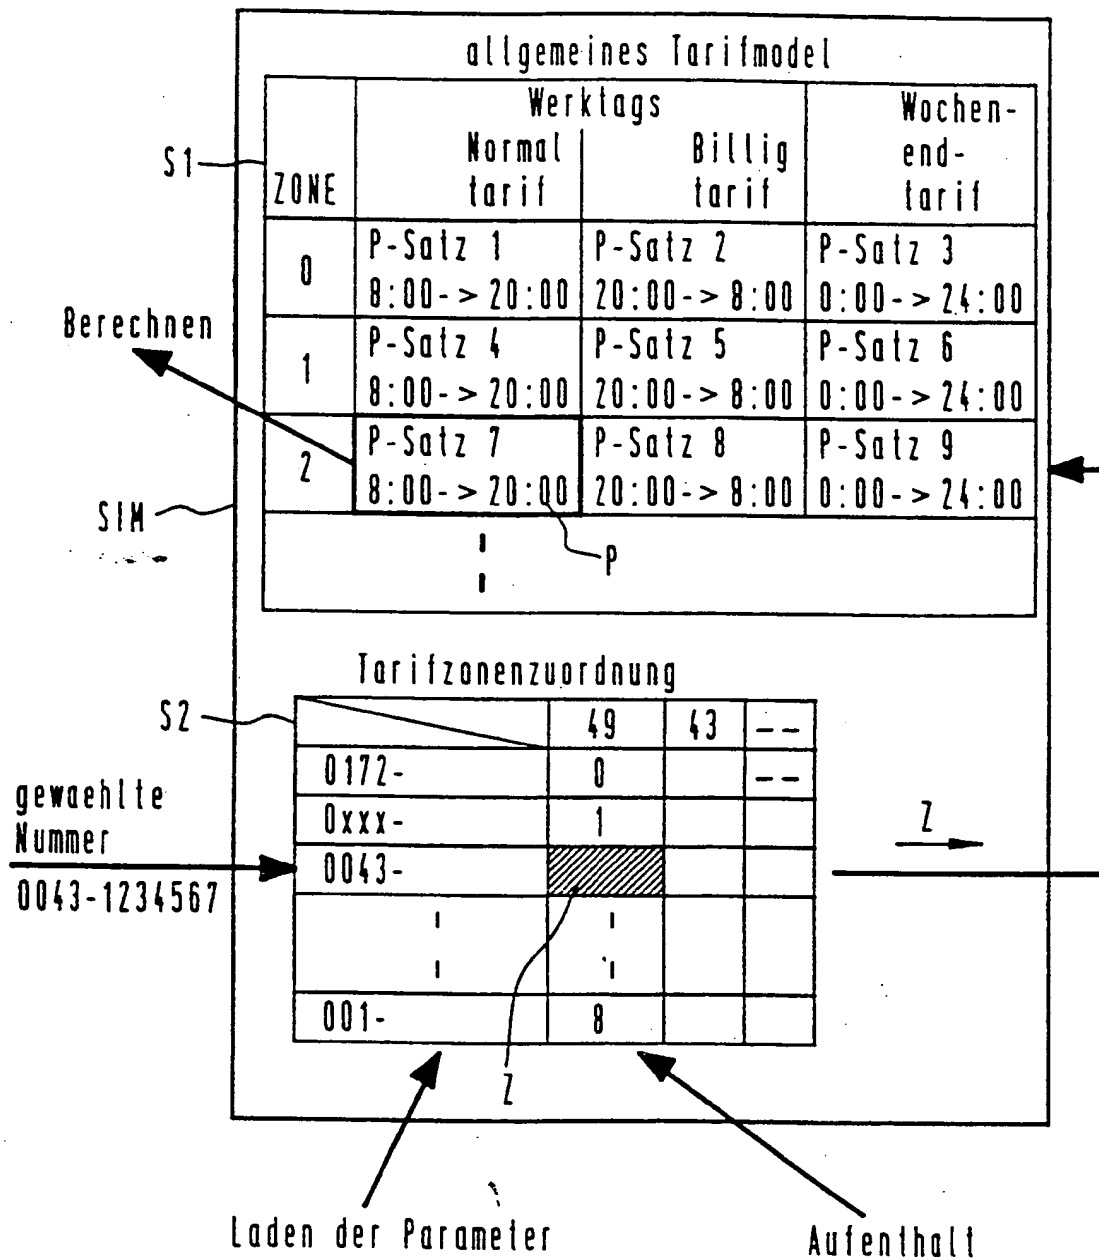 allgemeines Tarifmodel
Werktags
Wochen-
end-
tarif
Normal
tarif
Billig
tarif
S1
ZONE
0
P-Satz 1
8:00->20:00
P-Satz 2
20:00->8:00
P-Satz 3
0:00->24:00
Berechnen
1
P-Satz 4
8:00->20:00
P-Satz 5
20:00->8:00
P-Satz 6
0:00->24:00
2
P-Satz 7
8:00->20:00
P-Satz 8
20:00->8:00
P-Satz 9
0:00->24:00
SIM
P
Tarifzonenzuordnung
S2
49 43 --
0172- 0 --
0xxx- 1
gewaehlte
Nummer
0043-1234567
0043-
Z
001- 8
Z
Laden der Parameter
Aufenthalt